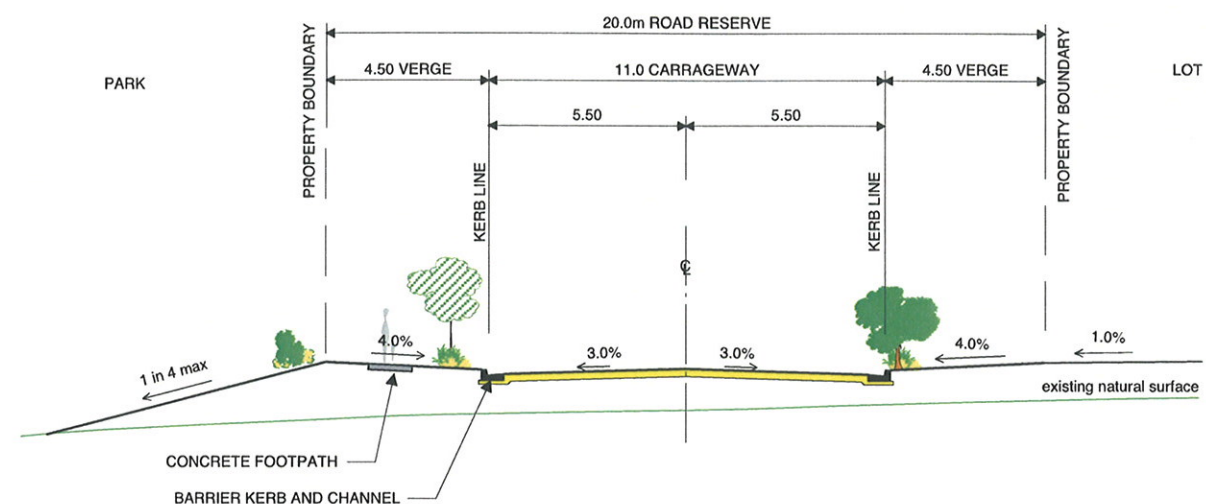 20.0m ROAD RESERVE
PROPERTY BOUNDARY
4.50 VERGE
11.0 CARRAGEWAY
4.50 VERGE
PROPERTY BOUNDARY
PARK
LOT
5.50
5.50
KERB LINE
KERB LINE
℄
4.0%
3.0%
3.0%
4.0%
1.0%
1 in 4 max
existing natural surface
CONCRETE FOOTPATH
BARRIER KERB AND CHANNEL